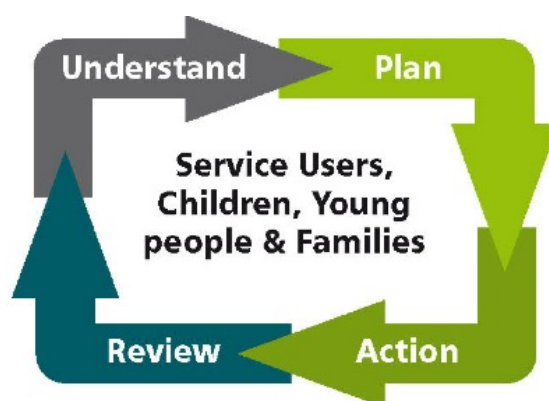 Understand
Plan
Service Users,
Children, Young
people & Families
Review
Action